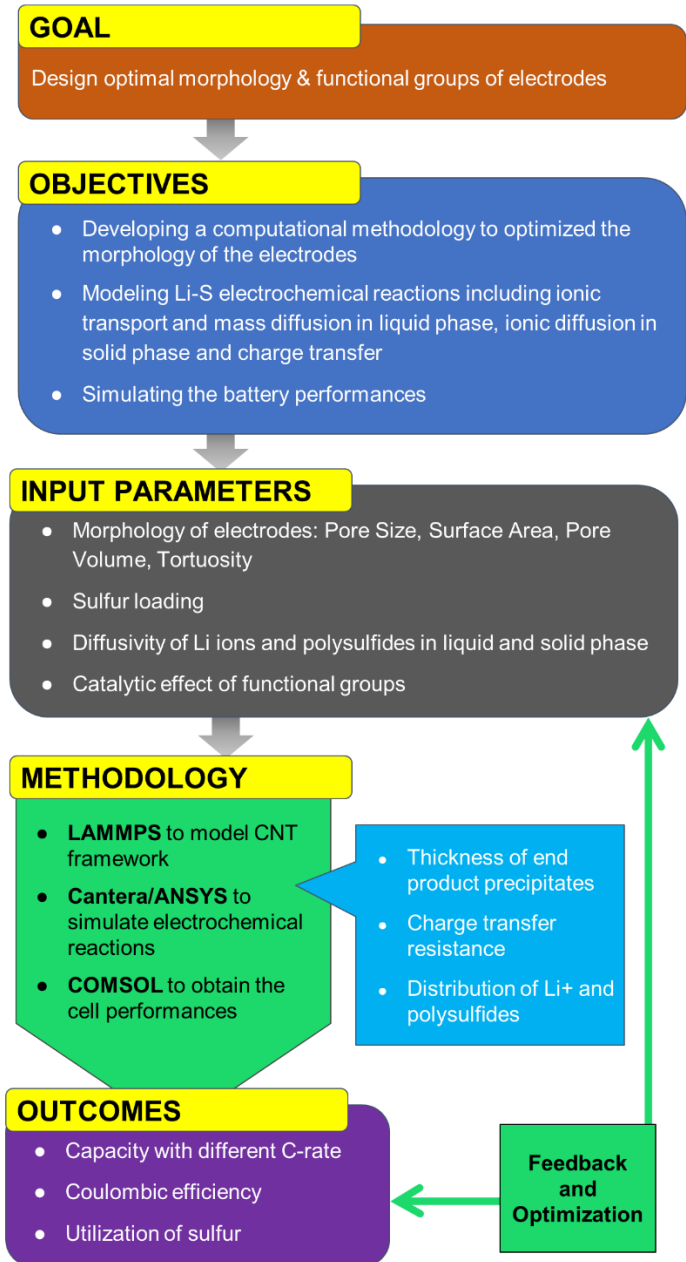 GOAL
Design optimal morphology & functional groups of electrodes
OBJECTIVES
● Developing a computational methodology to optimized the
morphology of the electrodes
● Modeling Li-S electrochemical reactions including ionic
transport and mass diffusion in liquid phase, ionic diffusion in
solid phase and charge transfer
● Simulating the battery performances
INPUT PARAMETERS
● Morphology of electrodes: Pore Size, Surface Area, Pore
Volume, Tortuosity
● Sulfur loading
● Diffusivity of Li ions and polysulfides in liquid and solid phase
● Catalytic effect of functional groups
METHODOLOGY
● LAMMPS to model CNT
framework
● Cantera/ANSYS to
simulate electrochemical
reactions
● COMSOL to obtain the
cell performances
● Thickness of end
product precipitates
● Charge transfer
resistance
● Distribution of Li+ and
polysulfides
OUTCOMES
● Capacity with different C-rate
● Coulombic efficiency
● Utilization of sulfur
Feedback
and
Optimization